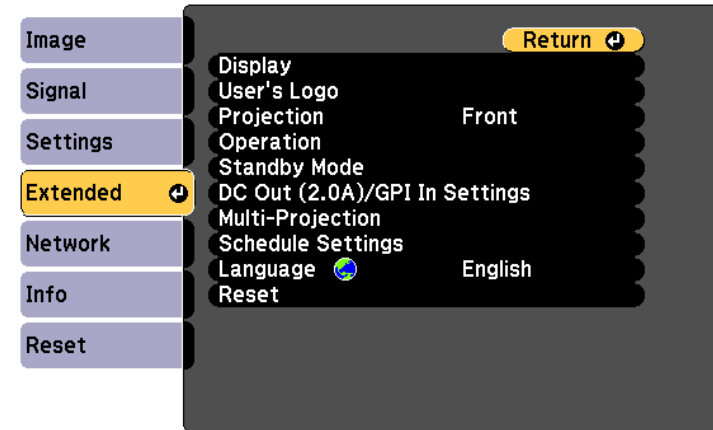 Image
Signal
Settings
Extended
Network
Info
Reset
Return
Display
User's Logo
Projection Front
Operation
Standby Mode
DC Out (2.0A)/GPI In Settings
Multi-Projection
Schedule Settings
Language English
Reset